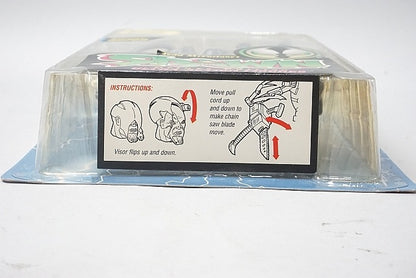 INSTRUCTIONS:
Visor flips up and down.
Move pull
cord up
and down to
make chain
saw blade
move.